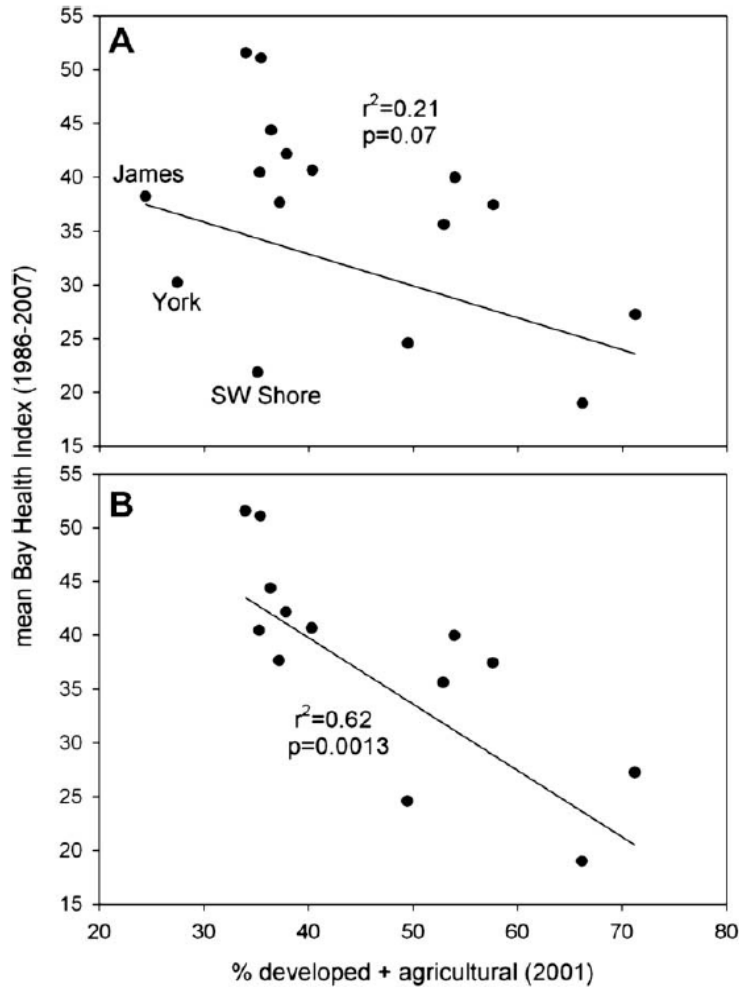 A
55
50
45
40
35
30
25
20
15
r²=0.21
p=0.07
James
York
SW Shore
mean Bay Health Index (1986-2007)
B
55
50
45
40
35
30
25
20
15
r²=0.62
p=0.0013
20 30 40 50 60 70 80
% developed + agricultural (2001)